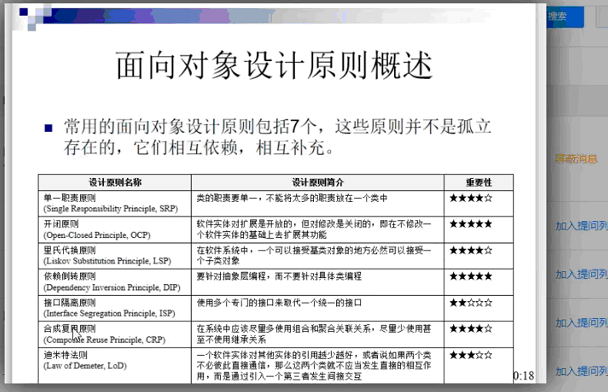 搜索
面向对象设计原则概述
常用的面向对象设计原则包括7个，这些原则并不是孤立
存在的，它们相互依赖，相互补充。
设计原则名称 设计原则简介 重要性
单一职责原则
(Single Responsibility Principle, SRP)
类的职责要单一，不能将太多的职责放在一个类中
★★★★☆
开闭原则
(Open-Closed Principle, OCP)
软件实体对扩展是开放的，但对修改是关闭的，即在不修改一
个软件实体的基础上去扩展其功能
★★★★★
里氏代换原则
(Liskov Substitution Principle, LSP)
在软件系统中，一个可以接受基类对象的地方必然可以接受一
个子类对象
★★★★☆
依赖倒转原则
(Dependency Inversion Principle, DIP)
要针对抽象层编程，而不要针对具体类编程
★★★★★
接口隔离原则
(Interface Segregation Principle, ISP)
使用多个专门的接口来取代一个统一的接口
★★☆☆☆
合成复用原则
(Composite Reuse Principle, CRP)
在系统中应该尽量多使用组合和聚合关联关系，尽量少使用甚
至不使用继承关系
★★★★☆
迪米特法则
(Law of Demeter, LoD)
一个软件实体对其他实体的引用越少越好，或者说如果两个类
不必彼此直接通信，那么这两个类就不应当发生直接的相互作
用，而是通过引入一个第三者发生间接交互
★★★☆☆
0:18
屏蔽消息
加入提问列
加入提问列
加入提问列
加入提问列